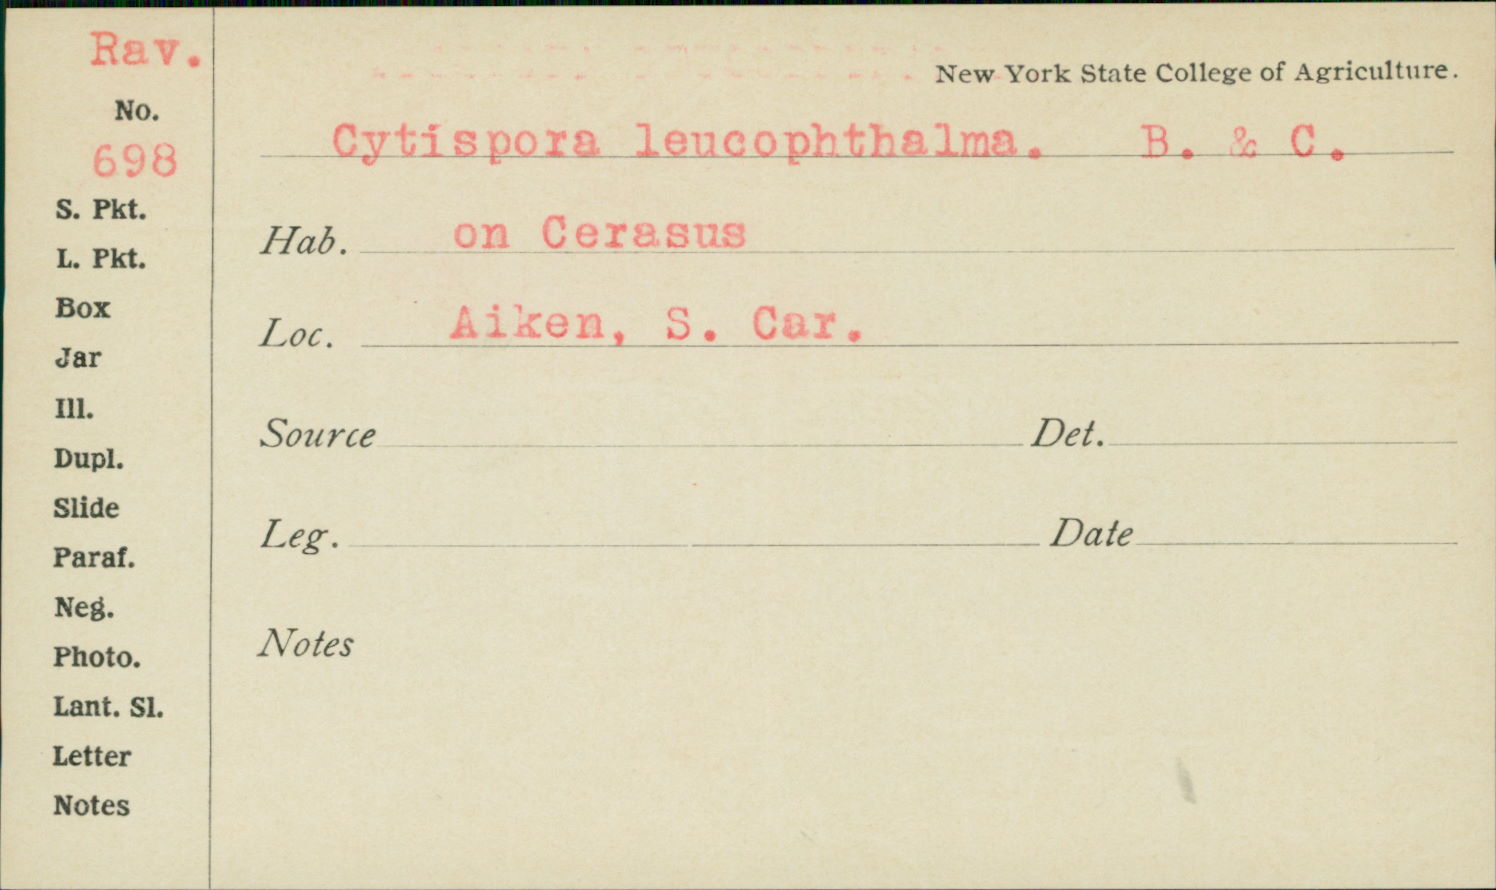 Rav.
No.
698
S. Pkt.
L. Pkt.
Box
Jar
Ill.
Dupl.
Slide
Paraf.
Neg.
Photo.
Lant. Sl.
Letter
Notes
New York State College of Agriculture.
Cytispora leucophthalma. B. & C.
Hab. on Cerasus
Loc. Aiken, S. Car.
Source Det.
Leg. Date
Notes